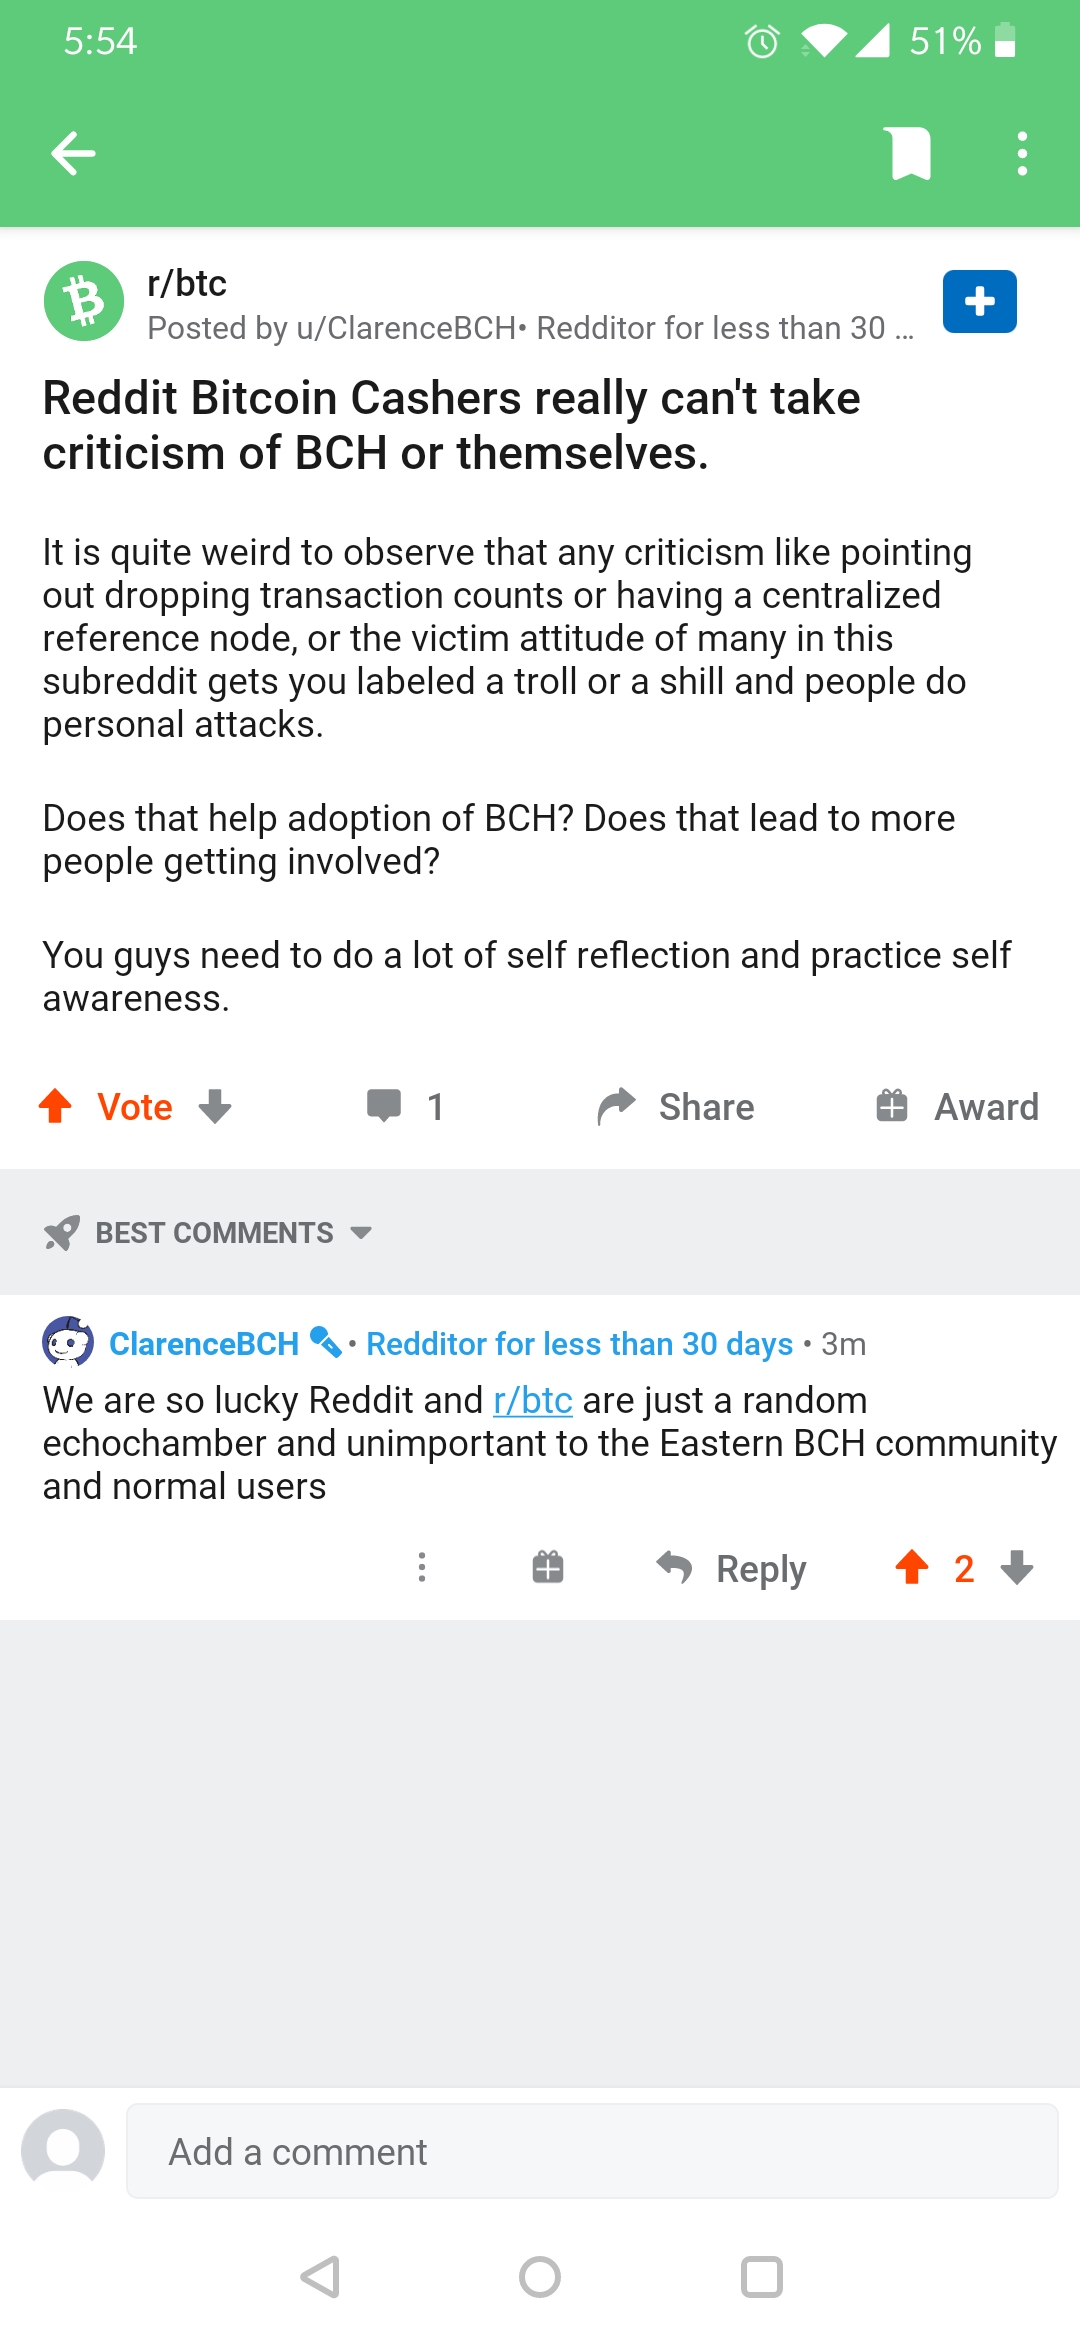 5:54
51%
r/btc
Posted by u/ClarenceBCH• Redditor for less than 30 ...
Reddit Bitcoin Cashers really can't take
criticism of BCH or themselves.
It is quite weird to observe that any criticism like pointing
out dropping transaction counts or having a centralized
reference node, or the victim attitude of many in this
subreddit gets you labeled a troll or a shill and people do
personal attacks.
Does that help adoption of BCH? Does that lead to more
people getting involved?
You guys need to do a lot of self reflection and practice self
awareness.
Vote 1 Share Award
BEST COMMENTS
ClarenceBCH • Redditor for less than 30 days • 3m
We are so lucky Reddit and r/btc are just a random
echochamber and unimportant to the Eastern BCH community
and normal users
Reply 2
Add a comment